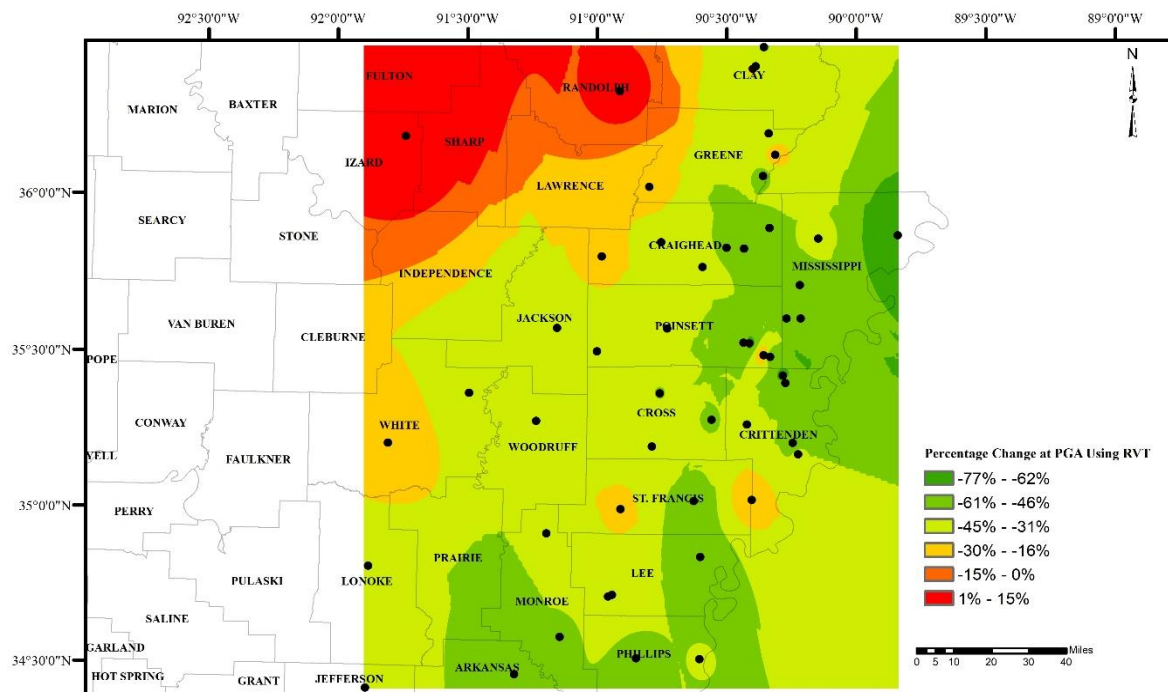 92°30'0"W 92°0'0"W 91°30'0"W 91°0'0"W 90°30'0"W 90°0'0"W 89°30'0"W 89°0'0"W
N
FULTON
CLAY
RANDOLPH
BAXTER
MARION
SHARP
GREENE
IZARD
LAWRENCE
36°0'0"N
SEARCY
STONE
CRAIGHEAD
MISSISSIPPI
INDEPENDENCE
JACKSON
POINSETT
VAN BUREN
CLEBURNE
35°30'0"N
POPE
CROSS
CONWAY
WHITE
CRITTENDEN
WOODRUFF
FAULKNER
YELL
Percentage Change at PGA Using RVT
-77% - -62%
-61% - -46%
-45% - -31%
-30% - -16%
-15% - 0%
1% - 15%
35°0'0"N
ST. FRANCIS
PERRY
PRAIRIE
LEE
PULASKI
LONOKE
MONROE
SALINE
GARLAND
PHILLIPS
34°30'0"N
ARKANSAS
HOT SPRING
GRANT
JEFFERSON
Miles
0 5 10 20 30 40